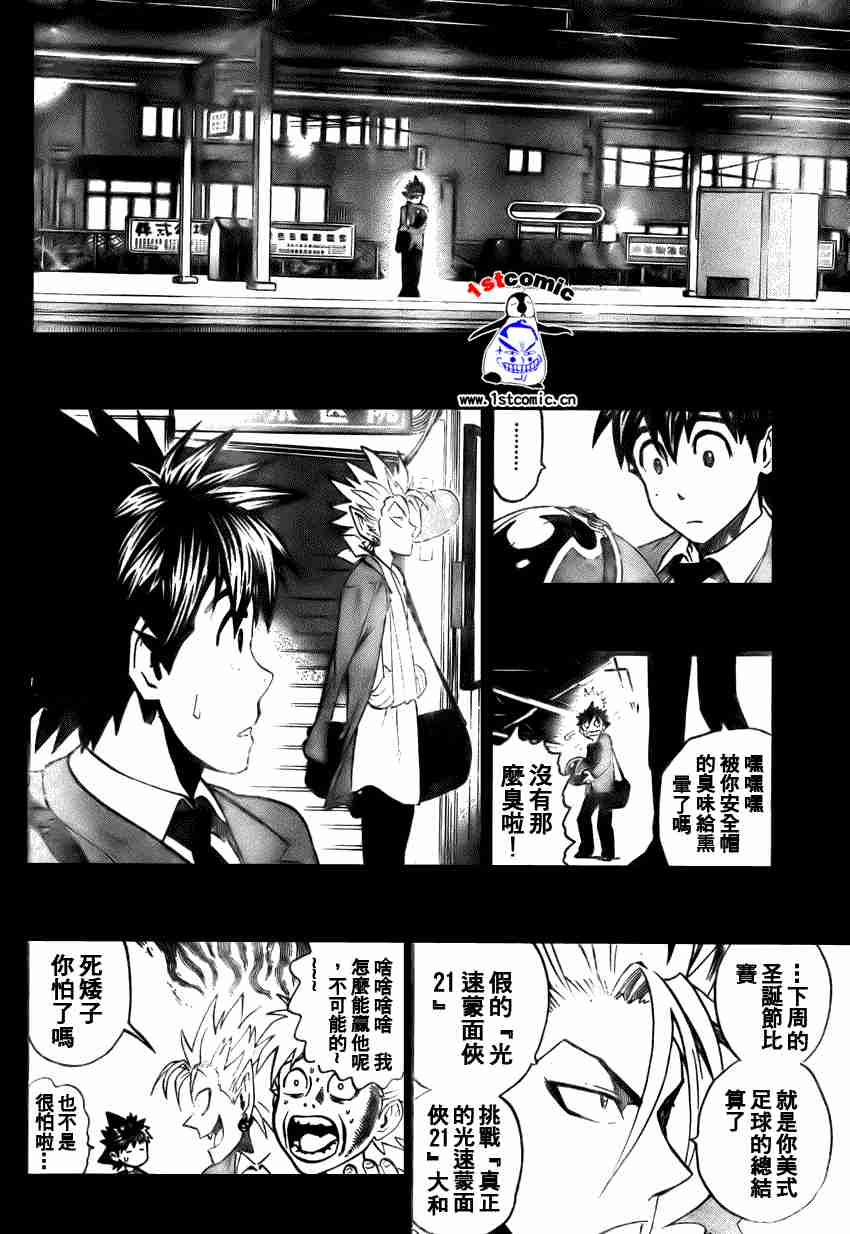 1stcomic
www.1stcomic.cn
………
嘿嘿嘿
被你安全帽
的臭味給熏
暈了嗎
沒有那
麼臭啦！
…下周的
聖誕節比
賽
就是你美式
足球的總結
算了
假的『光
速蒙面俠
21』
挑戰『真正
的光速蒙面
俠21』大和
啥啥啥啥 我
怎麼能贏他呢
，不可能的~
~~~
死矮子
你怕了嗎
也不是
很怕啦…